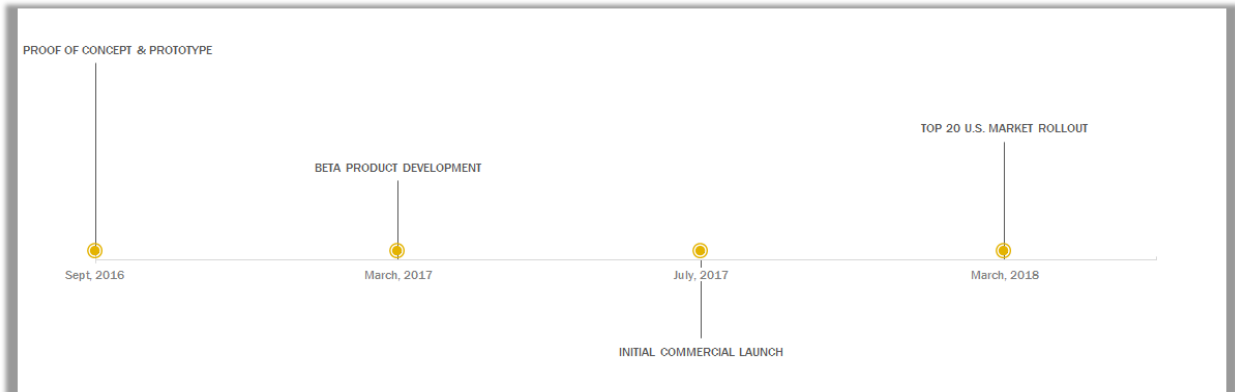 PROOF OF CONCEPT & PROTOTYPE
TOP 20 U.S. MARKET ROLLOUT
BETA PRODUCT DEVELOPMENT
Sept, 2016
March, 2017
July, 2017
March, 2018
INITIAL COMMERCIAL LAUNCH